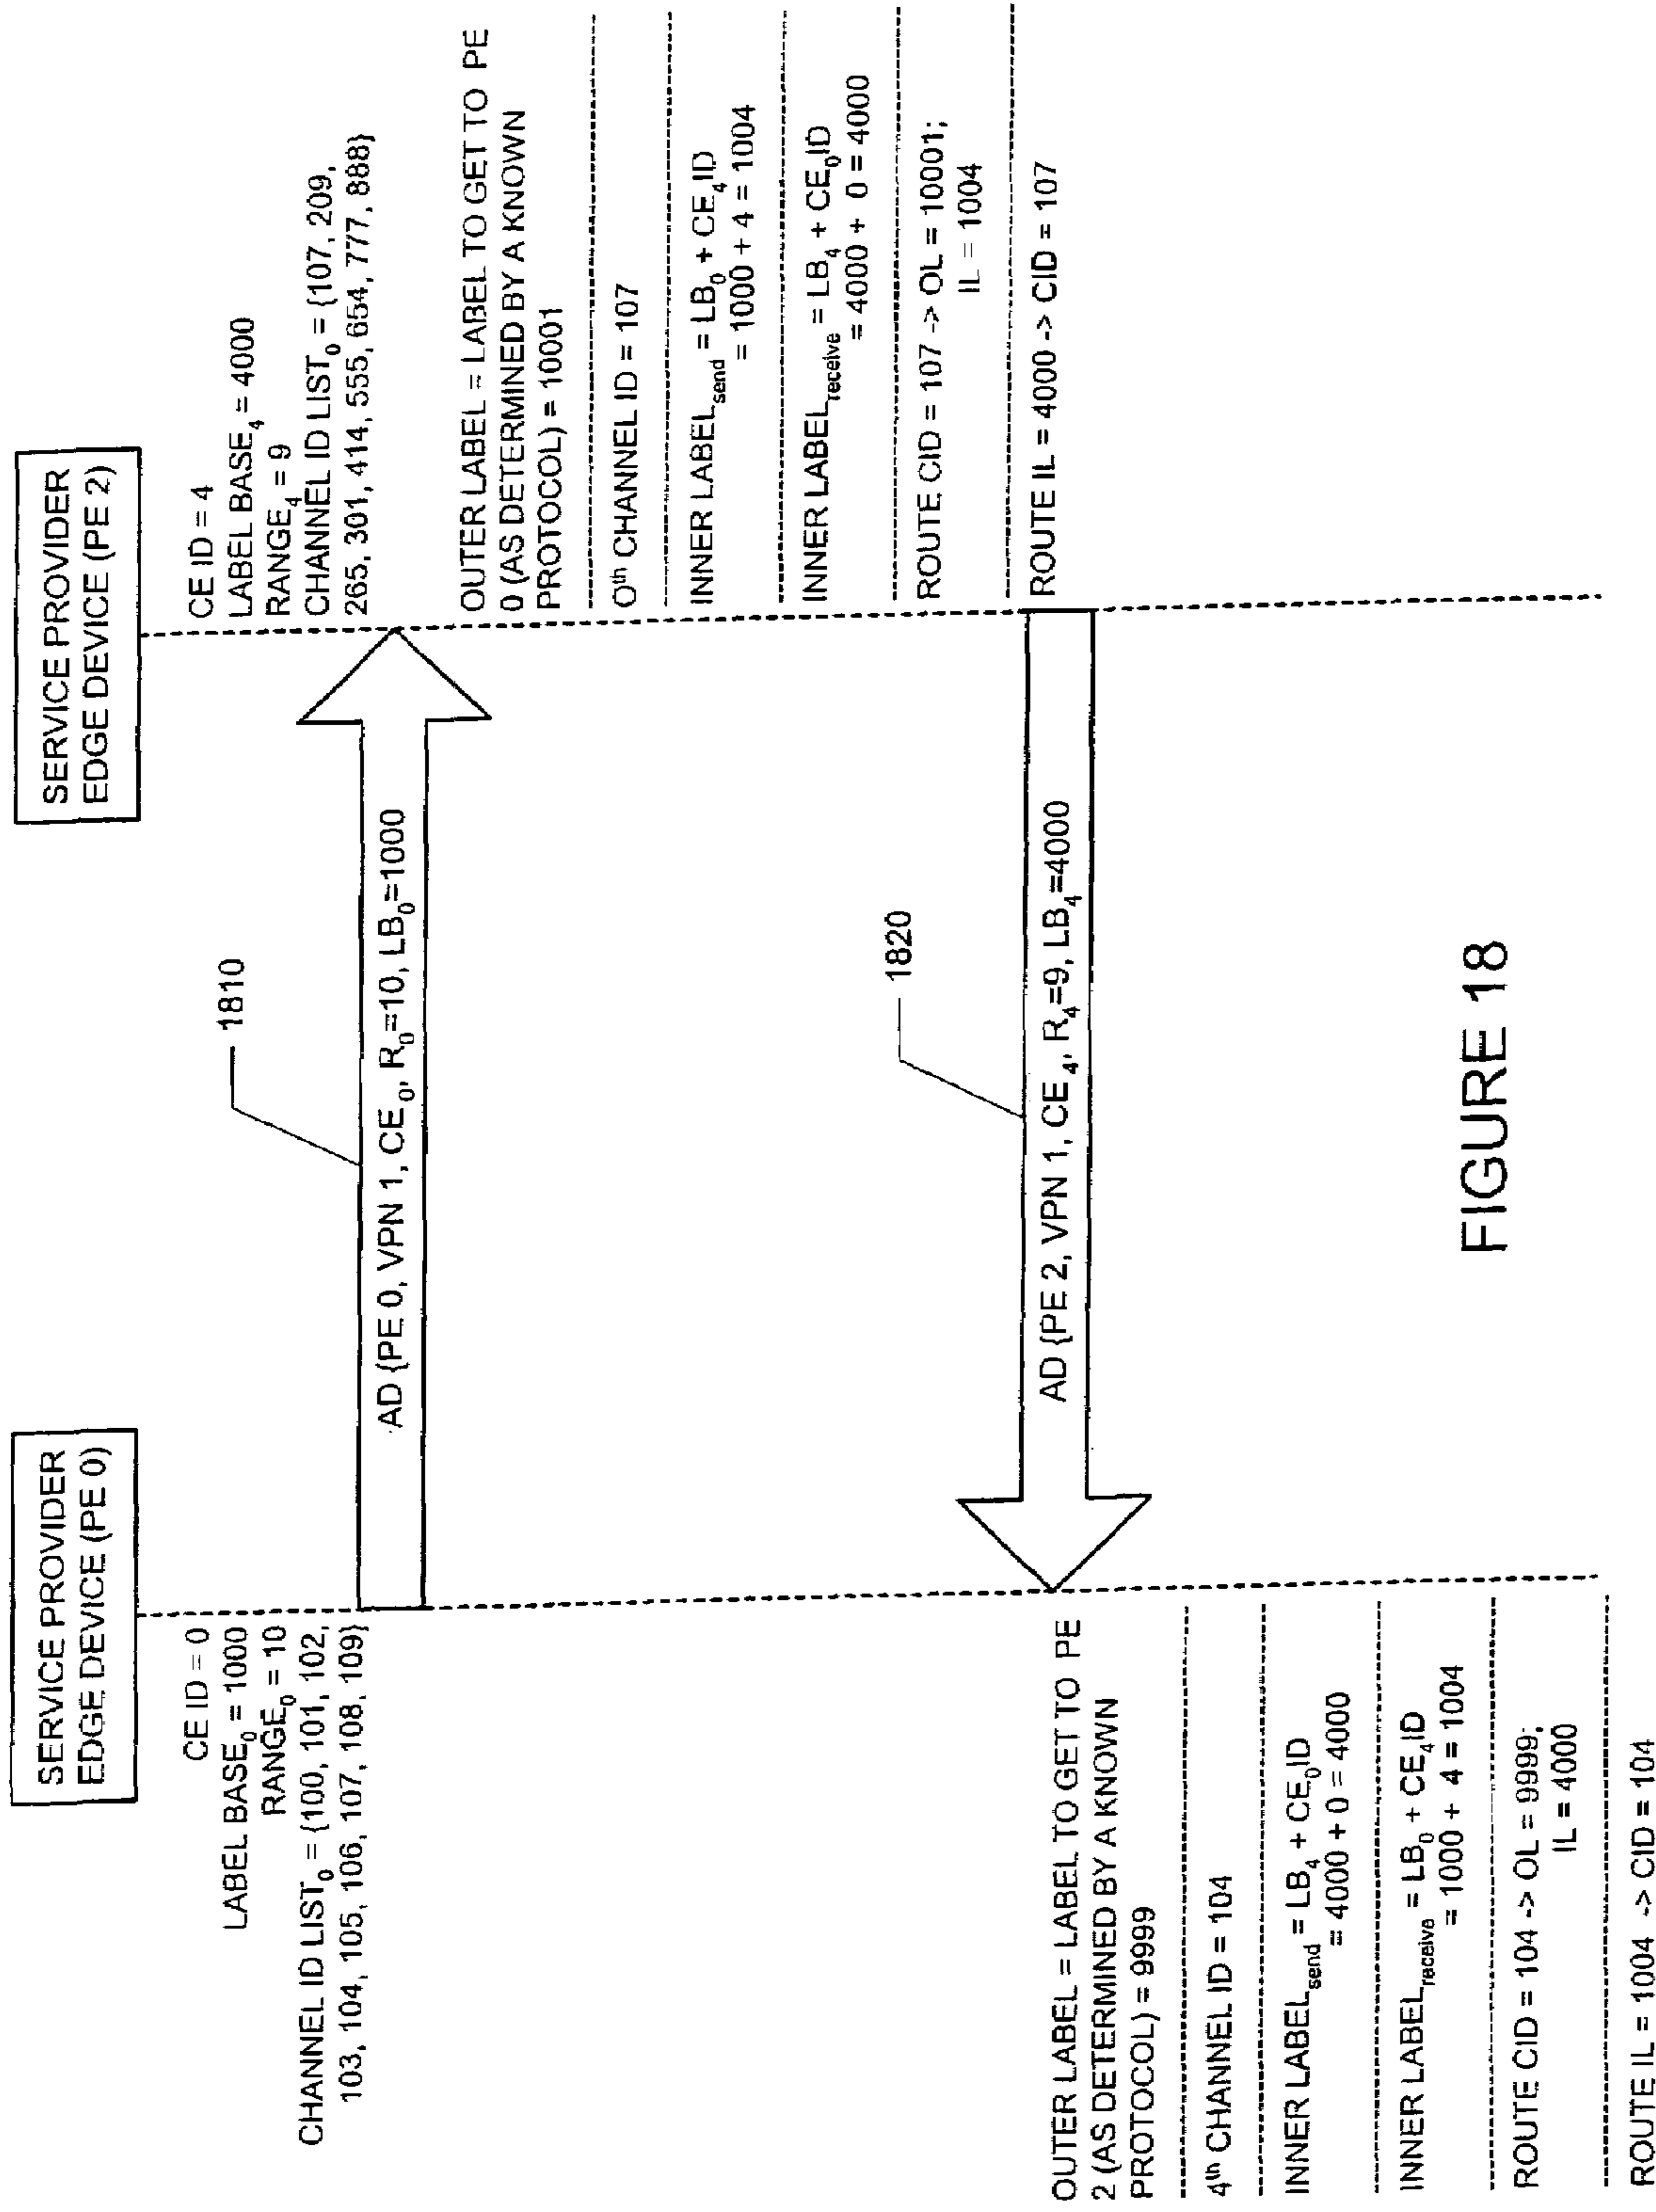 SERVICE PROVIDER
EDGE DEVICE (PE 0)
SERVICE PROVIDER
EDGE DEVICE (PE 2)
CE ID = 0
LABEL BASE0 = 1000
RANGE0 = 10
CHANNEL ID LIST0 = {100, 101, 102,
103, 104, 105, 106, 107, 108, 109}
1810
AD {PE 0, VPN 1, CE0, R0=10, LB0=1000
CE ID = 4
LABEL BASE4 = 4000
RANGE4 = 9
CHANNEL ID LIST0 = {107, 209,
265, 301, 414, 555, 654, 777, 888}
OUTER LABEL = LABEL TO GET TO PE
0 (AS DETERMINED BY A KNOWN
PROTOCOL) = 10001
0th CHANNEL ID = 107
INNER LABELsend = LB0 + CE4ID
= 1000 + 4 = 1004
INNER LABELreceive = LB4 + CE0ID
= 4000 + 0 = 4000
ROUTE CID = 107 -> OL = 10001;
IL = 1004
ROUTE IL = 4000 -> CID = 107
1820
AD {PE 2, VPN 1, CE4, R4=9, LB4=4000
OUTER LABEL = LABEL TO GET TO PE
2 (AS DETERMINED BY A KNOWN
PROTOCOL) = 9999
4th CHANNEL ID = 104
INNER LABELsend = LB4 + CE0ID
= 4000 + 0 = 4000
INNER LABELreceive = LB0 + CE4ID
= 1000 + 4 = 1004
ROUTE CID = 104 -> OL = 9999;
IL = 4000
ROUTE IL = 1004 -> CID = 104
FIGURE 18